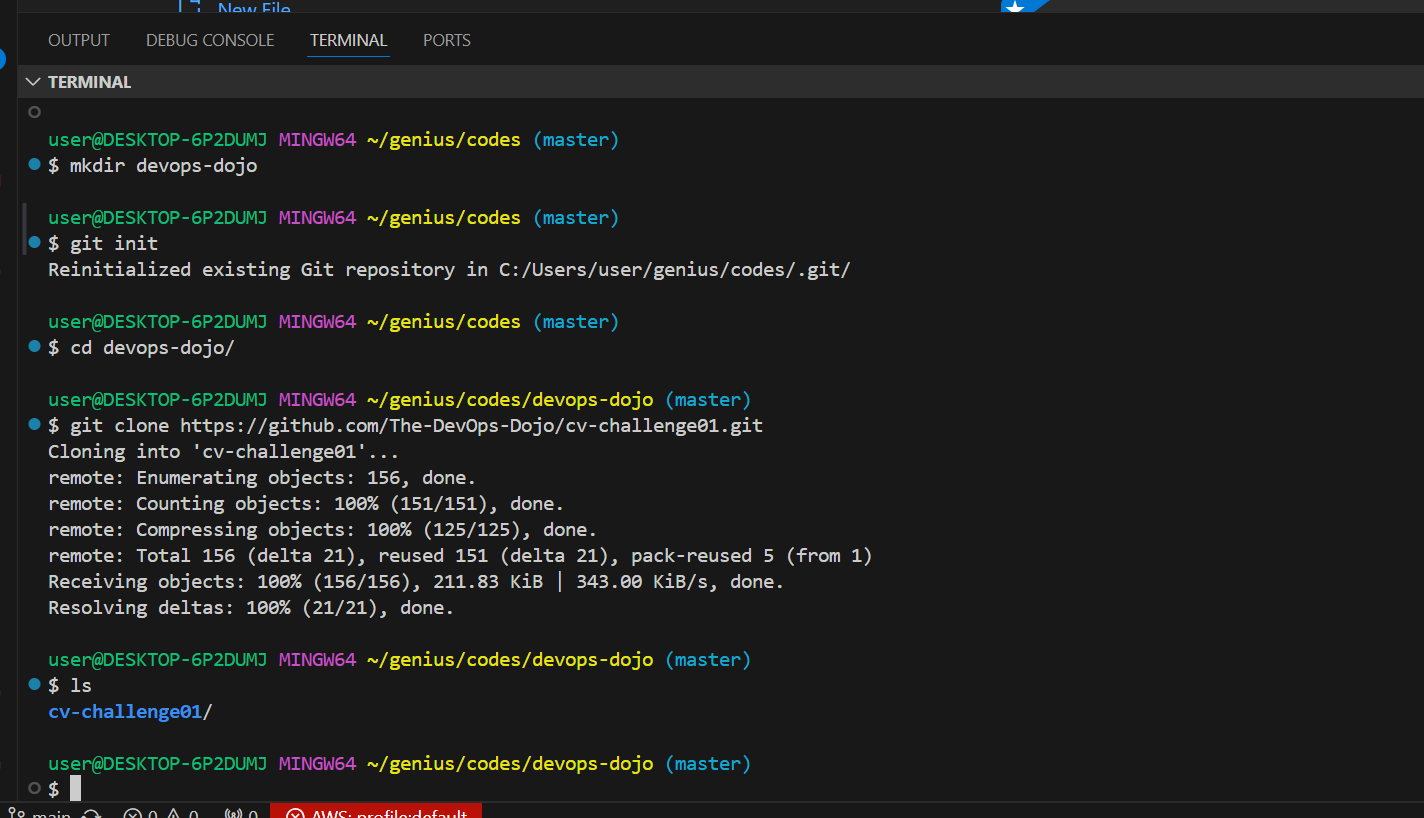 New File
OUTPUT DEBUG CONSOLE TERMINAL PORTS
TERMINAL
user@DESKTOP-6P2DUMJ MINGW64 ~/genius/codes (master)
$ mkdir devops-dojo
user@DESKTOP-6P2DUMJ MINGW64 ~/genius/codes (master)
$ git init
Reinitialized existing Git repository in C:/Users/user/genius/codes/.git/
user@DESKTOP-6P2DUMJ MINGW64 ~/genius/codes (master)
$ cd devops-dojo/
user@DESKTOP-6P2DUMJ MINGW64 ~/genius/codes/devops-dojo (master)
$ git clone https://github.com/The-DevOps-Dojo/cv-challenge01.git
Cloning into 'cv-challenge01'...
remote: Enumerating objects: 156, done.
remote: Counting objects: 100% (151/151), done.
remote: Compressing objects: 100% (125/125), done.
remote: Total 156 (delta 21), reused 151 (delta 21), pack-reused 5 (from 1)
Receiving objects: 100% (156/156), 211.83 KiB | 343.00 KiB/s, done.
Resolving deltas: 100% (21/21), done.
user@DESKTOP-6P2DUMJ MINGW64 ~/genius/codes/devops-dojo (master)
$ ls
cv-challenge01/
user@DESKTOP-6P2DUMJ MINGW64 ~/genius/codes/devops-dojo (master)
$
main 0 0 0 AWS: profile:default